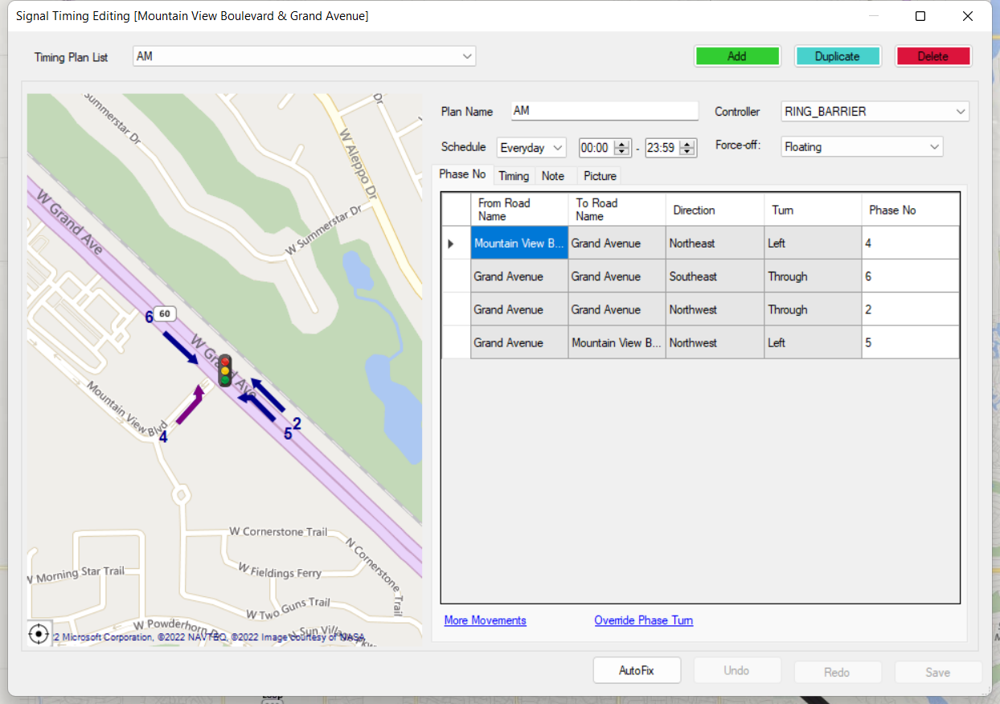 Signal Timing Editing [Mountain View Boulevard & Grand Avenue]
Timing Plan List
AM
Add
Duplicate
Delete
Plan Name
AM
Controller
RING_BARRIER
Schedule
Everyday
00:00
-
23:59
Force-off:
Floating
Phase No
Timing
Note
Picture
From Road
Name
To Road
Name
Direction
Turn
Phase No
Mountain View B...
Grand Avenue
Northeast
Left
4
Grand Avenue
Grand Avenue
Southeast
Through
6
Grand Avenue
Grand Avenue
Northwest
Through
2
Grand Avenue
Mountain View B...
Northwest
Left
5
More Movements
Override Phase Turn
AutoFix
Undo
Redo
Save
Summerstar Dr
Dr
W Aleppo Dr
W Grand Ave
W Summerstar Dr
6
60
W Grand Ave
Mountain View Blvd
4
2
5
W Cornerstone Trail
N Cornerstone Trail
W Fieldings Ferry
W Morning Star Trail
W Two Guns Trail
W Powderhorn Dr
2 Microsoft Corporation, ©2022 NAVTEQ, ©2022 Image courtesy of NASA